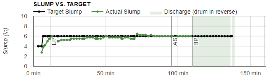 SLUMP VS. TARGET
Target Slump Actual Slump Discharge (drum in reverse)
Slump (in)
10
8
6
4
2
0
0 min 50 min 100 min 150 min